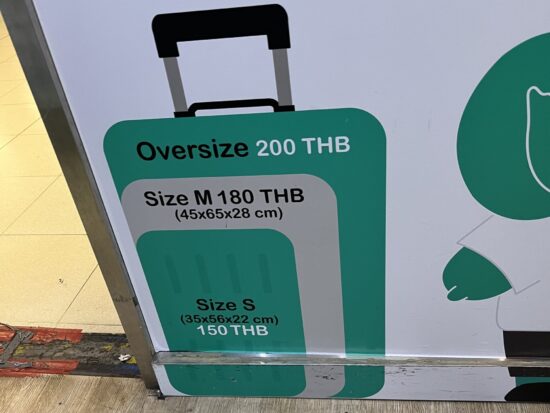 Oversize 200 THB
Size M 180 THB
(45x65x28 cm)
Size S
(35x56x22 cm)
150 THB